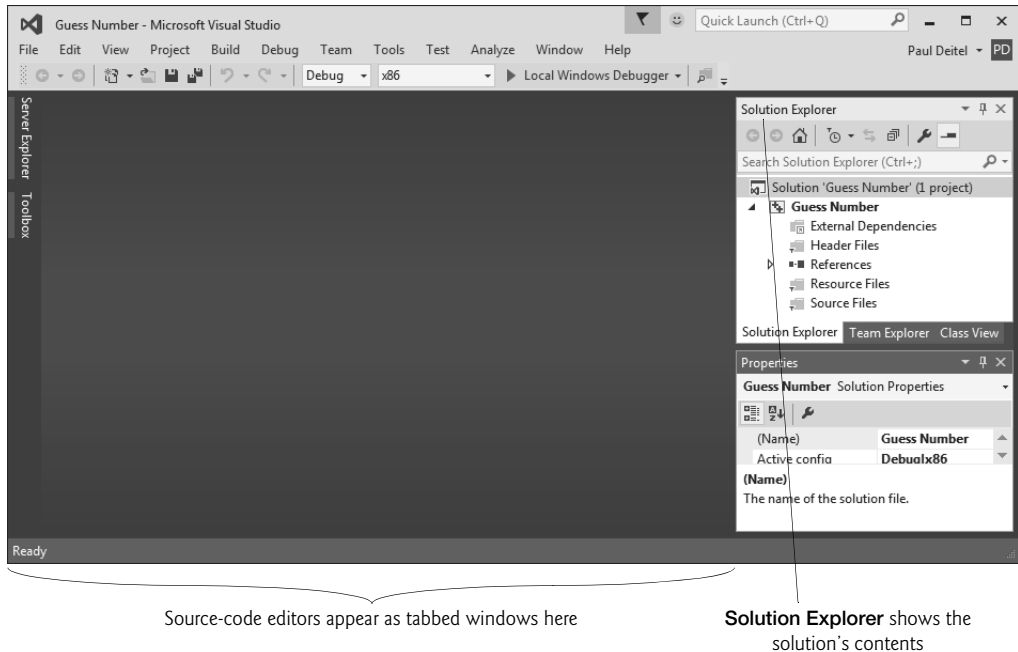 Guess Number - Microsoft Visual Studio
Quick Launch (Ctrl+Q)
File Edit View Project Build Debug Team Tools Test Analyze Window Help
Paul Deitel PD
Debug x86 Local Windows Debugger
Server Explorer
Toolbox
Solution Explorer
Search Solution Explorer (Ctrl+;)
Solution 'Guess Number' (1 project)
Guess Number
External Dependencies
Header Files
References
Resource Files
Source Files
Solution Explorer Team Explorer Class View
Properties
Guess Number Solution Properties
(Name) Guess Number
Active config Debug|x86
(Name)
The name of the solution file.
Ready
Source-code editors appear as tabbed windows here
Solution Explorer shows the
solution's contents